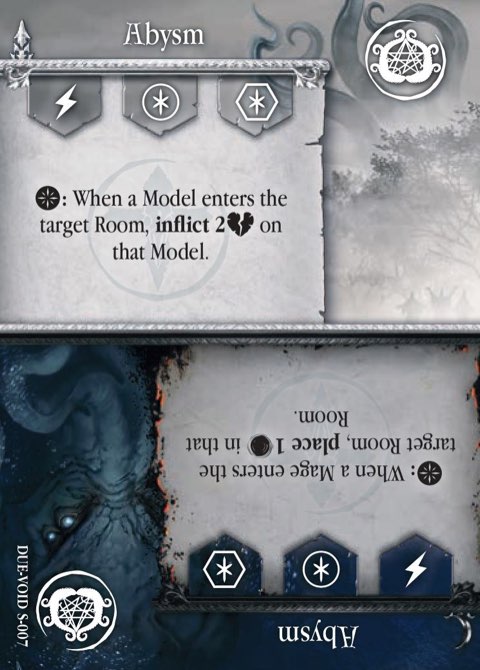 Abysm
: When a Model enters the
target Room, inflict 2 on
that Model.
: When a Mage enters the
target Room, place 1 in that
Room
.
Abysm
DUE-VOID S-007